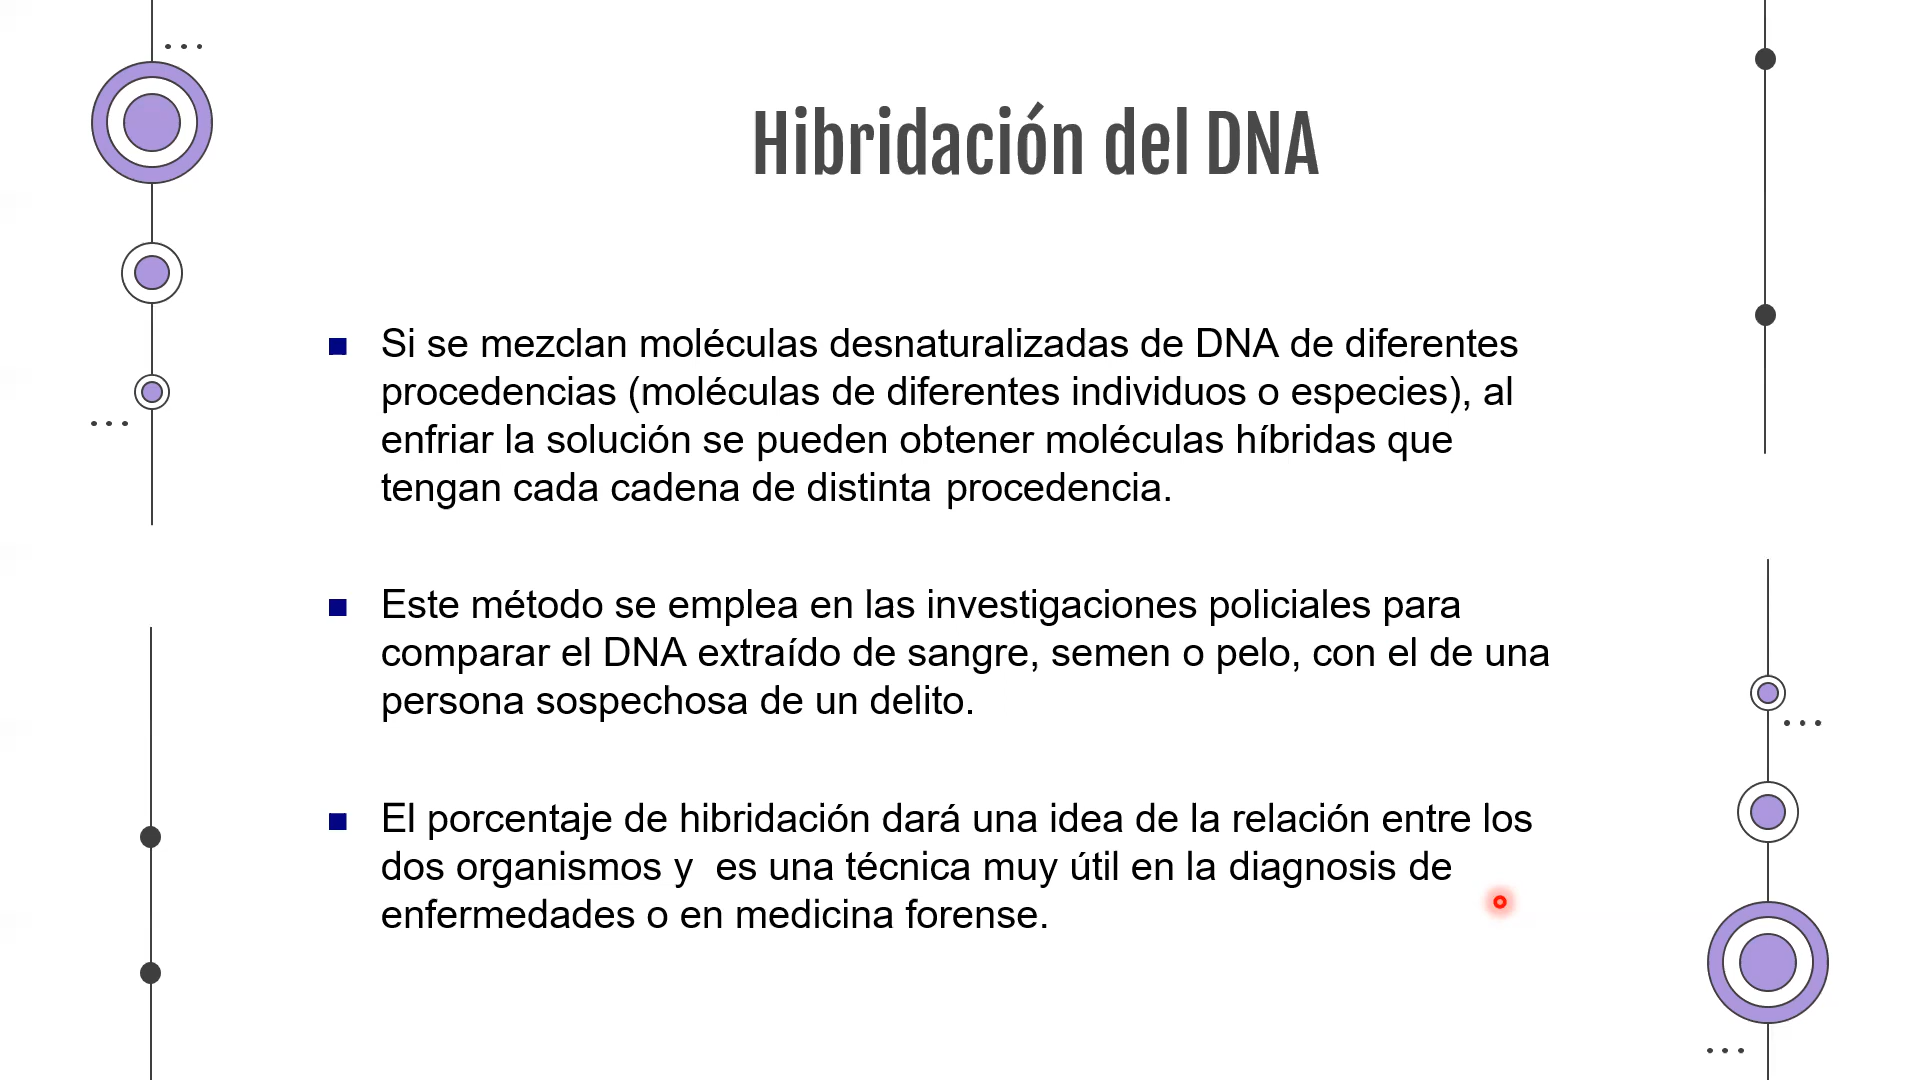 Hibridación del DNA
Si se mezclan moléculas desnaturalizadas de DNA de diferentes
procedencias (moléculas de diferentes individuos o especies), al
enfriar la solución se pueden obtener moléculas híbridas que
tengan cada cadena de distinta procedencia.
Este método se emplea en las investigaciones policiales para
comparar el DNA extraído de sangre, semen o pelo, con el de una
persona sospechosa de un delito.
El porcentaje de hibridación dará una idea de la relación entre los
dos organismos y  es una técnica muy útil en la diagnosis de
enfermedades o en medicina forense.